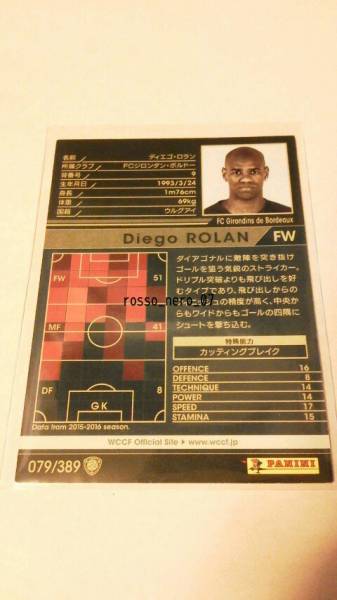 名前 ディエゴ・ロラン
所属クラブ FCジロンダン・ボルドー
背番号 9
生年月日 1993/3/24
身長 1m76cm
体重 69kg
国籍 ウルグアイ
FC Girondins de Bordeaux
Diego ROLAN FW
FW 51
MF 41
DF 8
GK
Data from 2015-2016 season.
ダイアゴナルに敵陣を突き抜け
ゴールを狙う気鋭のストライカー。
ドリブル突破よりも飛び出しを好
むタイプであり、飛び出しからの
シュートの精度が高く、中央か
らもワイドからもゴールの四隅に
シュートを撃ち込む。
rosso_nero_07
特殊能力
カッティングブレイク
OFFENCE 16
DEFENCE 8
TECHNIQUE 14
POWER 14
SPEED 17
STAMINA 15
WCCF Official Site www.wccf.jp
079/389
PANINI